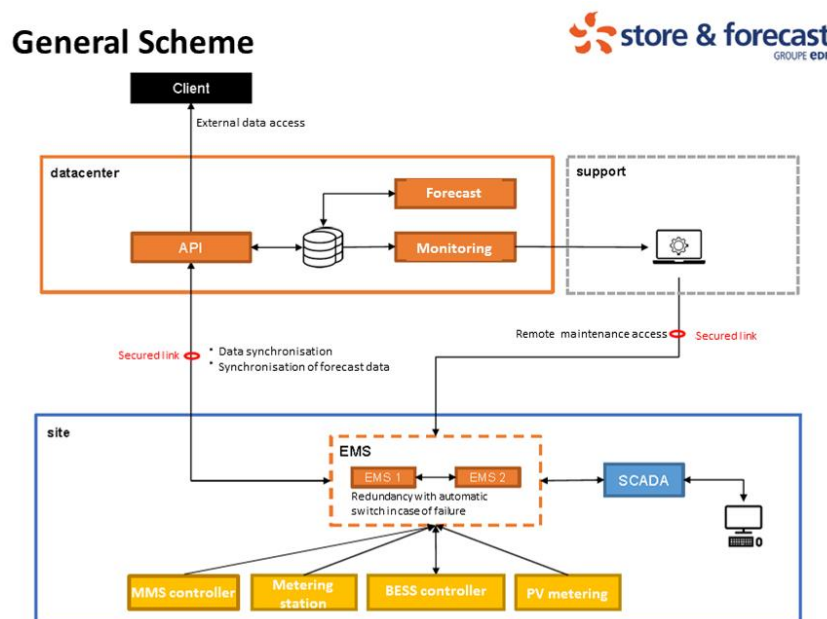 General Scheme
store & forecast
GROUPE EDF
Client
External data access
datacenter
support
Forecast
API
Monitoring
Remote maintenance access
Secured link
Secured link
• Data synchronisation
• Synchronisation of forecast data
site
EMS
EMS 1
EMS 2
Redundancy with automatic
switch in case of failure
SCADA
MMS controller
Metering
station
BESS controller
PV metering